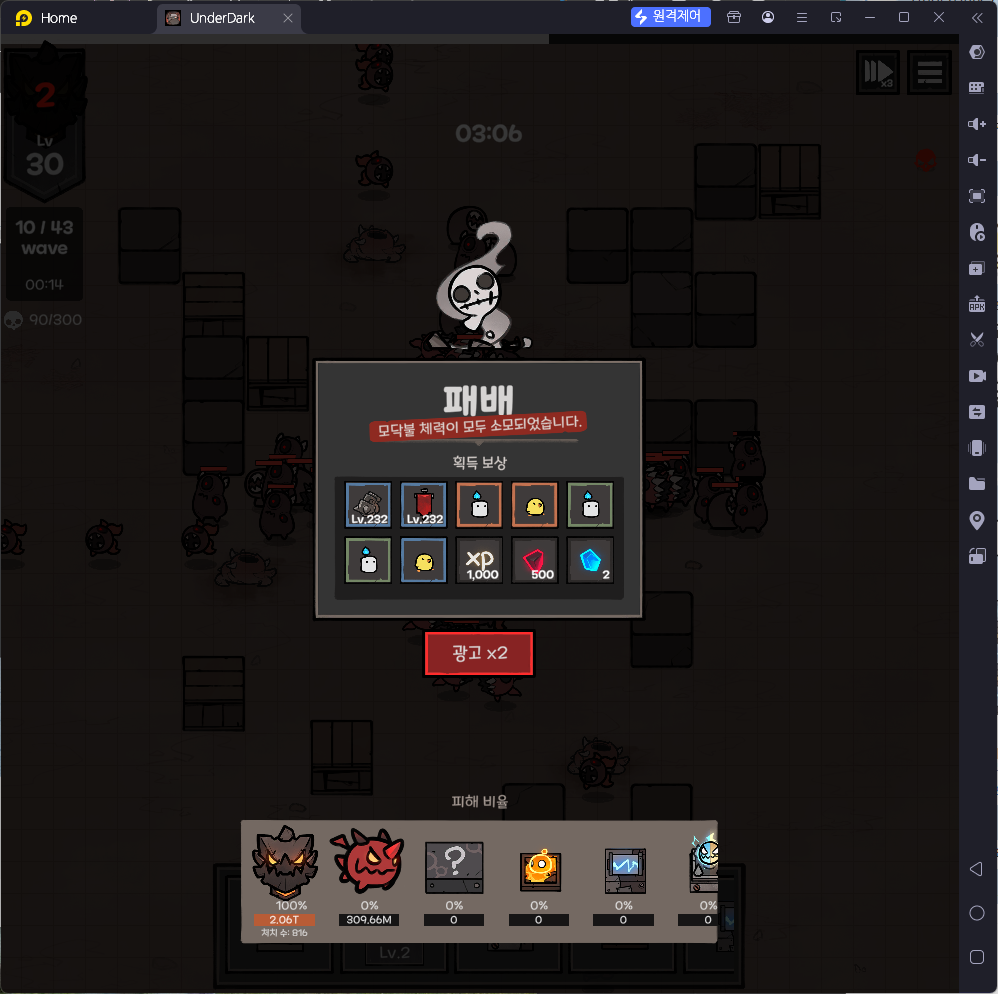 Home
UnderDark
원격제어
2
Lv
30
x3
03:06
10 / 43
wave
00:14
90/300
패배
모닥불 체력이 모두 소모되었습니다.
획득 보상
Lv.232
Lv.232
xp
1,000
500
2
광고 x2
피해 비율
100%
0%
0%
0%
0%
0%
2.06T
309.66M
0
0
0
0
처치 수: 816
Lv.2
APK